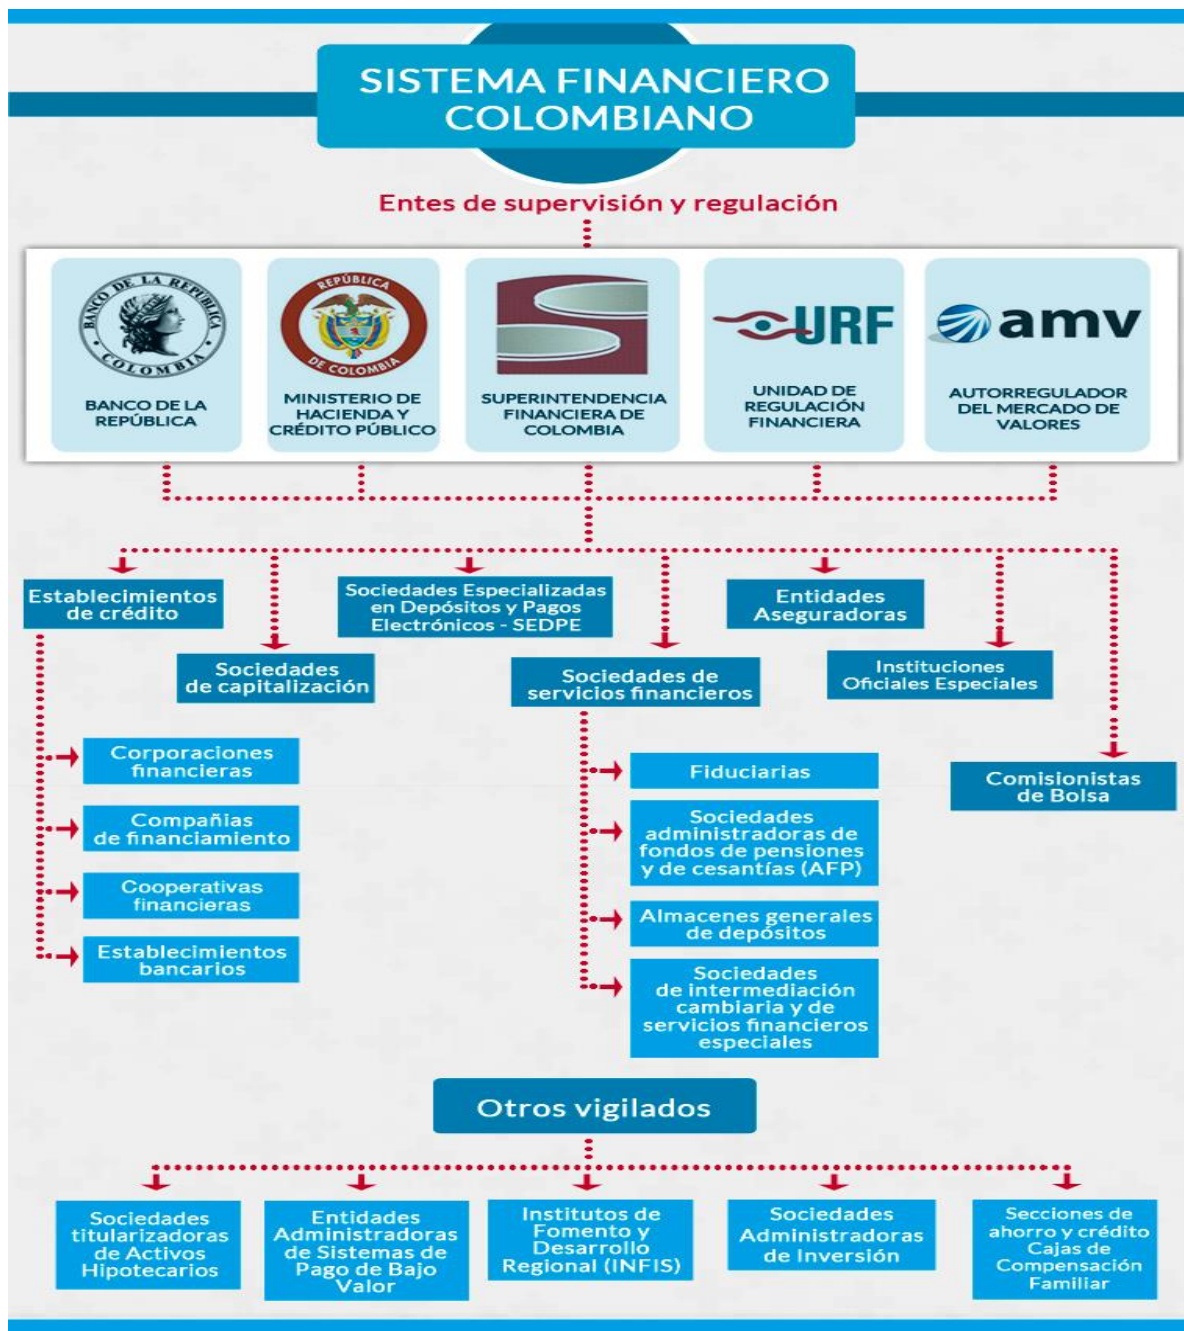 SISTEMA FINANCIERO
COLOMBIANO
Entes de supervisión y regulación
BANCO DE LA REPÚBLICA
COLOMBIA
BANCO DE LA
REPÚBLICA
REPÚBLICA
DE COLOMBIA
MINISTERIO DE
HACIENDA Y
CRÉDITO PÚBLICO
SUPERINTENDENCIA
FINANCIERA DE
COLOMBIA
URF
UNIDAD DE
REGULACIÓN
FINANCIERA
amv
AUTORREGULADOR
DEL MERCADO DE
VALORES
Establecimientos
de crédito
Sociedades Especializadas
en Depósitos y Pagos
Electrónicos - SEDPE
Entidades
Aseguradoras
Sociedades
de capitalización
Sociedades de
servicios financieros
Instituciones
Oficiales Especiales
Comisionistas
de Bolsa
Corporaciones
financieras
Compañias
de financiamiento
Cooperativas
financieras
Establecimientos
bancarios
Fiduciarias
Sociedades
administradoras de
fondos de pensiones
y de cesantías (AFP)
Almacenes generales
de depósitos
Sociedades
de intermediación
cambiaria y de
servicios financieros
especiales
Otros vigilados
Sociedades
titularizadoras
de Activos
Hipotecarios
Entidades
Administradoras
de Sistemas de
Pago de Bajo
Valor
Institutos de
Fomento y
Desarrollo
Regional (INFIS)
Sociedades
Administradoras
de Inversión
Secciones de
ahorro y crédito
Cajas de
Compensación
Familiar